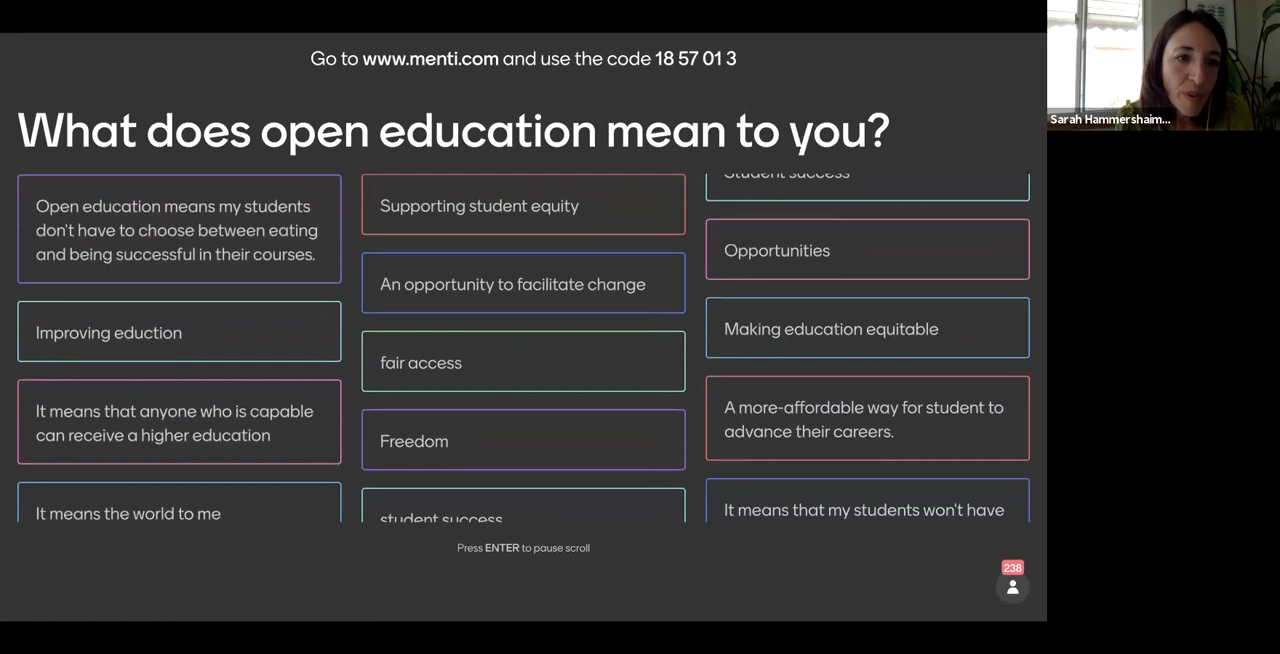 Go to www.menti.com and use the code 18 57 01 3
What does open education mean to you?
Open education means my students
don't have to choose between eating
and being successful in their courses.
Improving eduction
It means that anyone who is capable
can receive a higher education
It means the world to me
Supporting student equity
An opportunity to facilitate change
fair access
Freedom
student success
Student success
Opportunities
Making education equitable
A more-affordable way for student to
advance their careers.
It means that my students won't have
Press ENTER to pause scroll
238
Sarah Hammershaim...